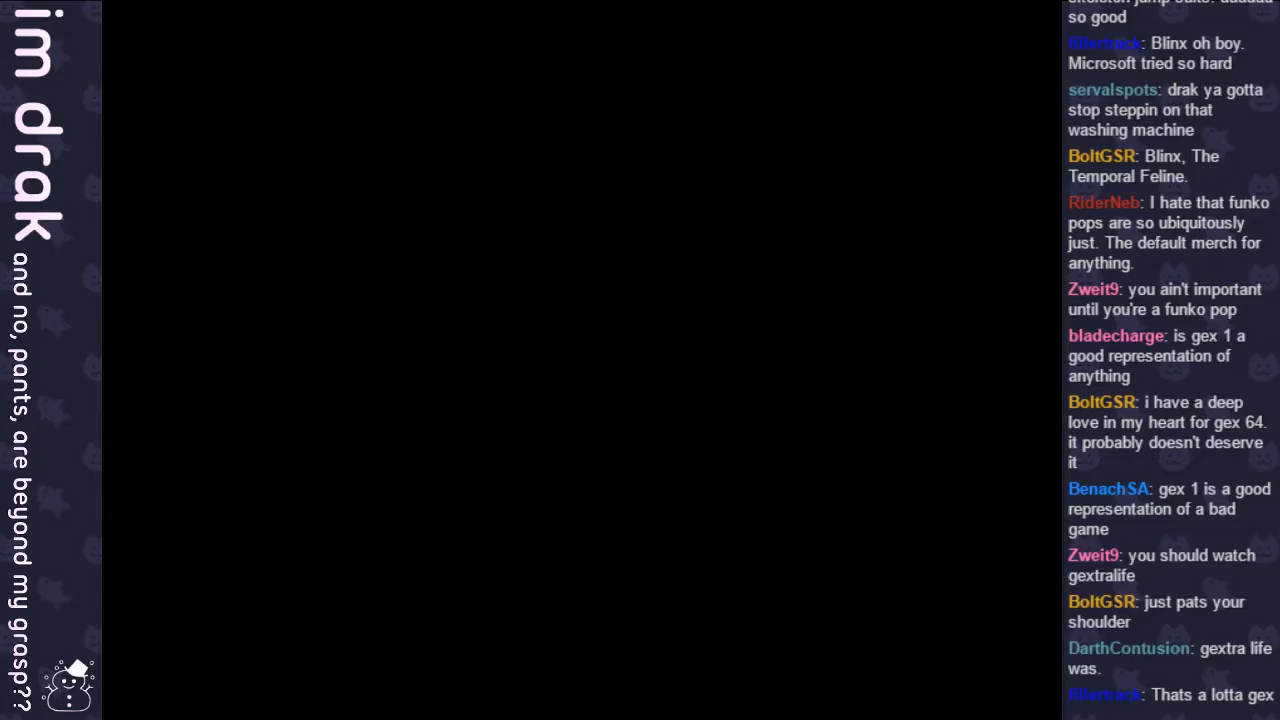 im drak
and no, pants, are beyond my grasp??
so good
fillertrack: Blinx oh boy.
Microsoft tried so hard
servalspots: drak ya gotta
stop steppin on that
washing machine
BoltGSR: Blinx, The
Temporal Feline.
RiderNeb: I hate that funko
pops are so ubiquitously
just. The default merch for
anything.
Zweit9: you ain't important
until you're a funko pop
bladecharge: is gex 1 a
good representation of
anything
BoltGSR: i have a deep
love in my heart for gex 64.
it probably doesn't deserve
it
BenachSA: gex 1 is a good
representation of a bad
game
Zweit9: you should watch
gextralife
BoltGSR: just pats your
shoulder
DarthContusion: gextra life
was.
fillertrack: Thats a lotta gex